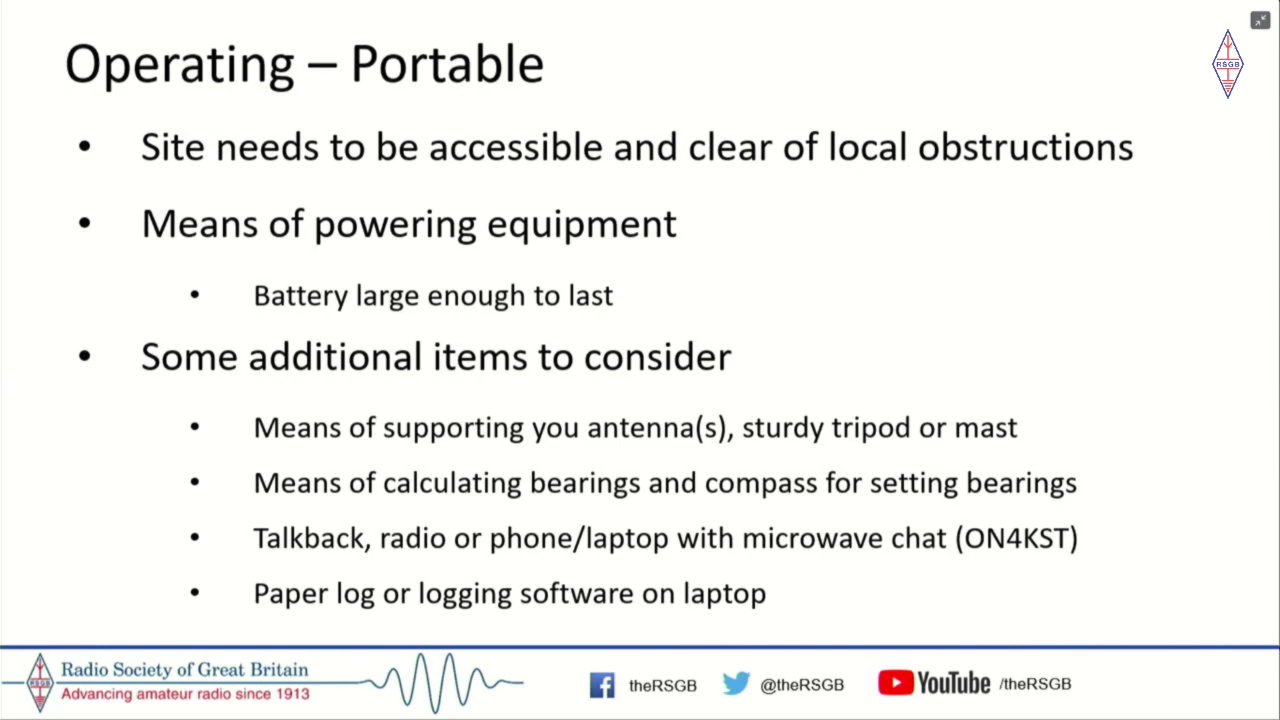 Operating – Portable
RSGB
• Site needs to be accessible and clear of local obstructions
• Means of powering equipment
• Battery large enough to last
• Some additional items to consider
• Means of supporting you antenna(s), sturdy tripod or mast
• Means of calculating bearings and compass for setting bearings
• Talkback, radio or phone/laptop with microwave chat (ON4KST)
• Paper log or logging software on laptop
RSGB
Radio Society of Great Britain
Advancing amateur radio since 1913
theRSGB
@theRSGB
YouTube /theRSGB